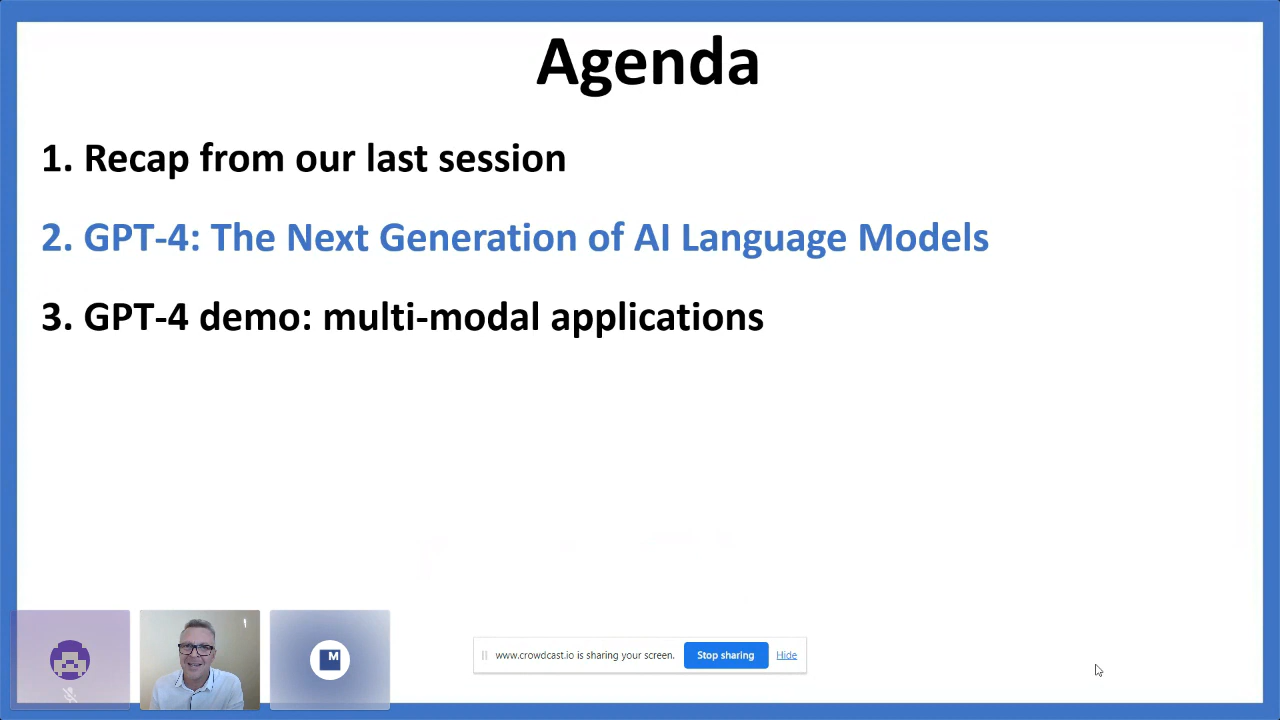 Agenda
1. Recap from our last session
2. GPT-4: The Next Generation of AI Language Models
3. GPT-4 demo: multi-modal applications
M
www.crowdcast.io is sharing your screen. Stop sharing Hide